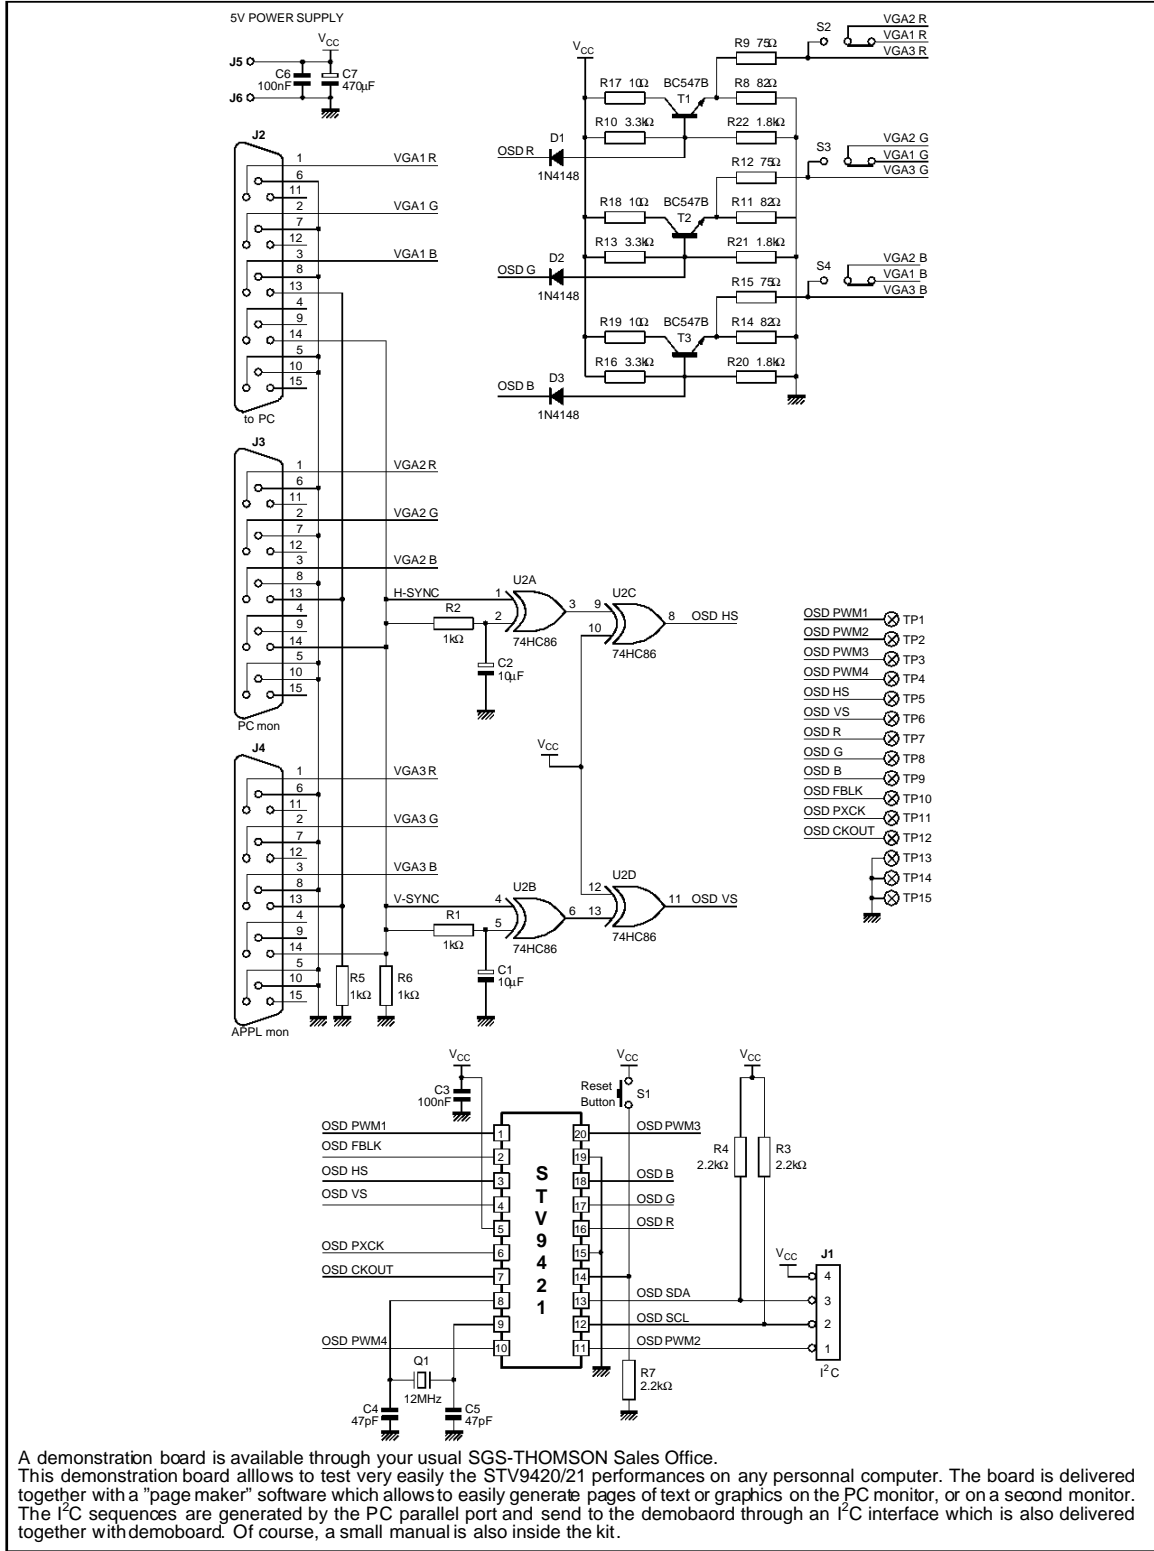 5V POWER SUPPLY
VCC
J5
J6
C6
100nF
C7
470µF
J2
1
VGA1 R
6
11
2
VGA1 G
7
12
3
VGA1 B
8
13
4
9
14
5
10
15
to PC
VCC
R17 10Ω
BC547B
T1
R9 75Ω
R8 82Ω
R10 3.3kΩ
R22 1.8kΩ
S2
VGA2 R
VGA1 R
VGA3 R
OSD R
D1
1N4148
R12 75Ω
S3
VGA2 G
VGA1 G
VGA3 G
R18 10Ω
BC547B
T2
R11 82Ω
R13 3.3kΩ
R21 1.8kΩ
OSD G
D2
1N4148
R15 75Ω
S4
VGA2 B
VGA1 B
VGA3 B
R19 10Ω
BC547B
T3
R14 82Ω
R16 3.3kΩ
R20 1.8kΩ
OSD B
D3
1N4148
J3
1
VGA2 R
6
11
2
VGA2 G
7
12
3
VGA2 B
8
13
4
9
14
5
10
15
PC mon
H-SYNC
R2
1kΩ
C2
10µF
1
2
U2A
3
74HC86
9
10
U2C
8
OSD HS
74HC86
VCC
J4
1
VGA3 R
6
11
2
VGA3 G
7
12
3
VGA3 B
8
13
4
9
14
5
10
15
APPL mon
R5
1kΩ
R6
1kΩ
V-SYNC
R1
1kΩ
C1
10µF
4
5
U2B
6
74HC86
12
13
U2D
11
OSD VS
74HC86
OSD PWM1
TP1
OSD PWM2
TP2
OSD PWM3
TP3
OSD PWM4
TP4
OSD HS
TP5
OSD VS
TP6
OSD R
TP7
OSD G
TP8
OSD B
TP9
OSD FBLK
TP10
OSD PXCK
TP11
OSD CKOUT
TP12
TP13
TP14
TP15
VCC
C3
100nF
OSD PWM1
1
OSD FBLK
2
OSD HS
3
OSD VS
4
5
OSD PXCK
6
OSD CKOUT
7
8
9
OSD PWM4
10
STV9421
20
OSD PWM3
19
18
OSD B
17
OSD G
16
OSD R
15
14
13
OSD SDA
12
OSD SCL
11
OSD PWM2
Q1
12MHz
C4
47pF
C5
47pF
VCC
Reset
Button
S1
R7
2.2kΩ
VCC
R4
2.2kΩ
R3
2.2kΩ
VCC
J1
4
3
2
1
I²C
A demonstration board is available through your usual SGS-THOMSON Sales Office.
This demonstration board alllows to test very easily the STV9420/21 performances on any personnal computer. The board is delivered
together with a "page maker" software which allows to easily generate pages of text or graphics on the PC monitor, or on a second monitor.
The I²C sequences are generated by the PC parallel port and send to the demobaord through an I²C interface which is also delivered
together with demoboard. Of course, a small manual is also inside the kit.